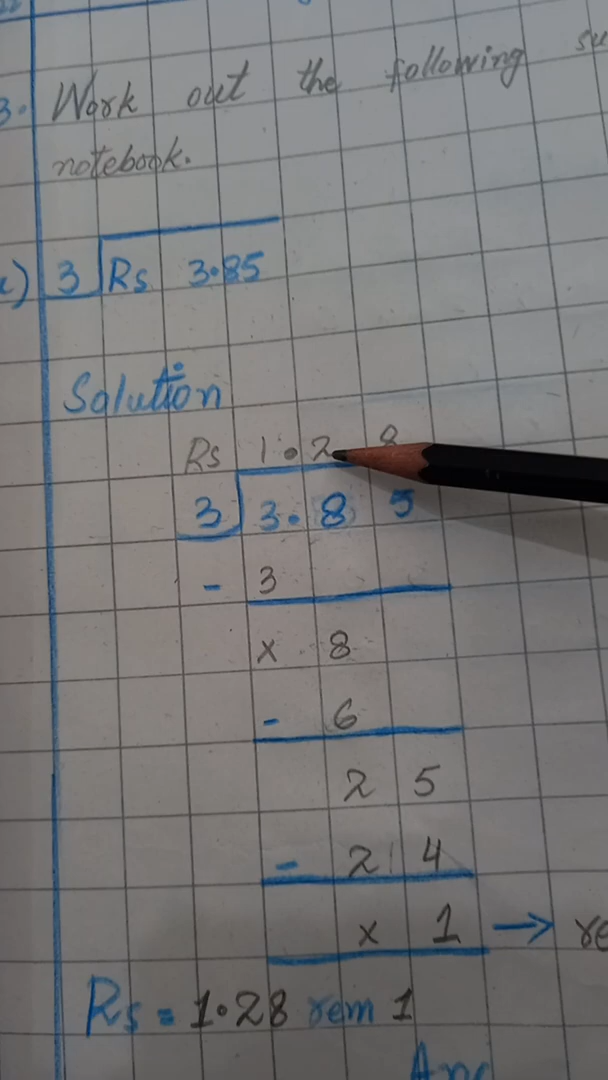 3. Work out the following
notebook.
3 Rs 3.85
Solution
Rs 1.2 8
3 3.8 5
- 3
x 8
- 6
2 5
- 2 4
x 1 →
Rs = 1.28 rem 1